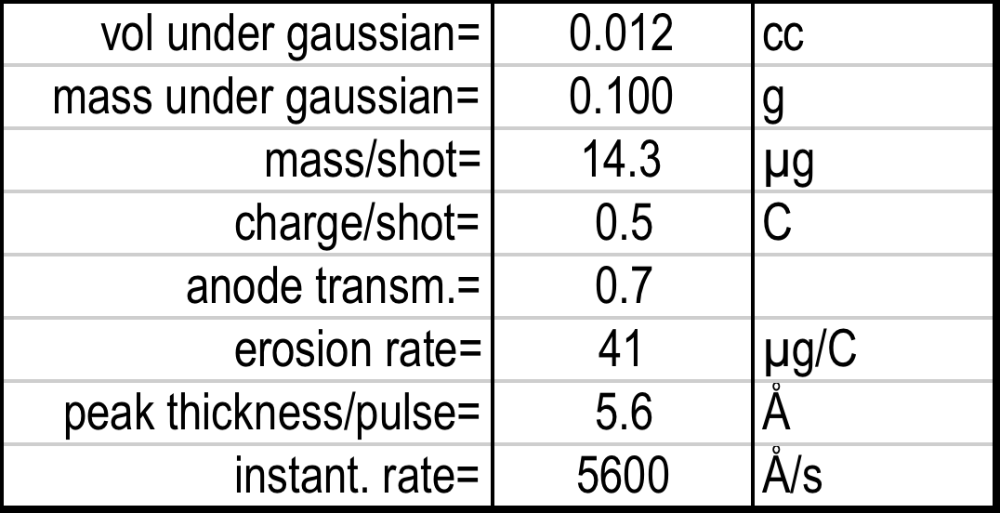 vol under gaussian= 0.012 cc
mass under gaussian= 0.100 g
mass/shot= 14.3 µg
charge/shot= 0.5 C
anode transm.= 0.7
erosion rate= 41 µg/C
peak thickness/pulse= 5.6 Å
instant. rate= 5600 Å/s